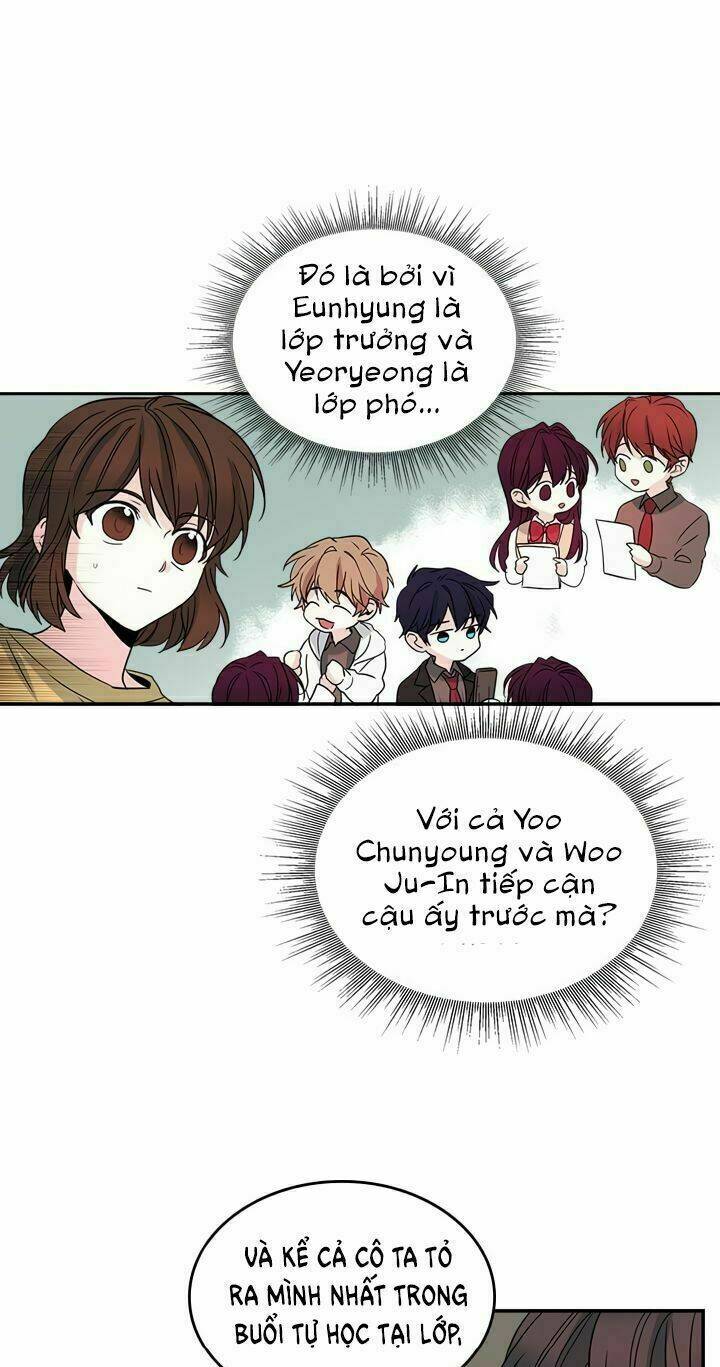 Đó là bởi vì
Eunhyung là
lớp trưởng và
Yeoryeong là
lớp phó...
Với cả Yoo
Chunyoung và Woo
Ju-In tiếp cận
cậu ấy trước mà?
VÀ KỂ CẢ CÔ TA TỎ
RA MÌNH NHẤT TRONG
BUỔI TỰ HỌC TẠI LỚP,